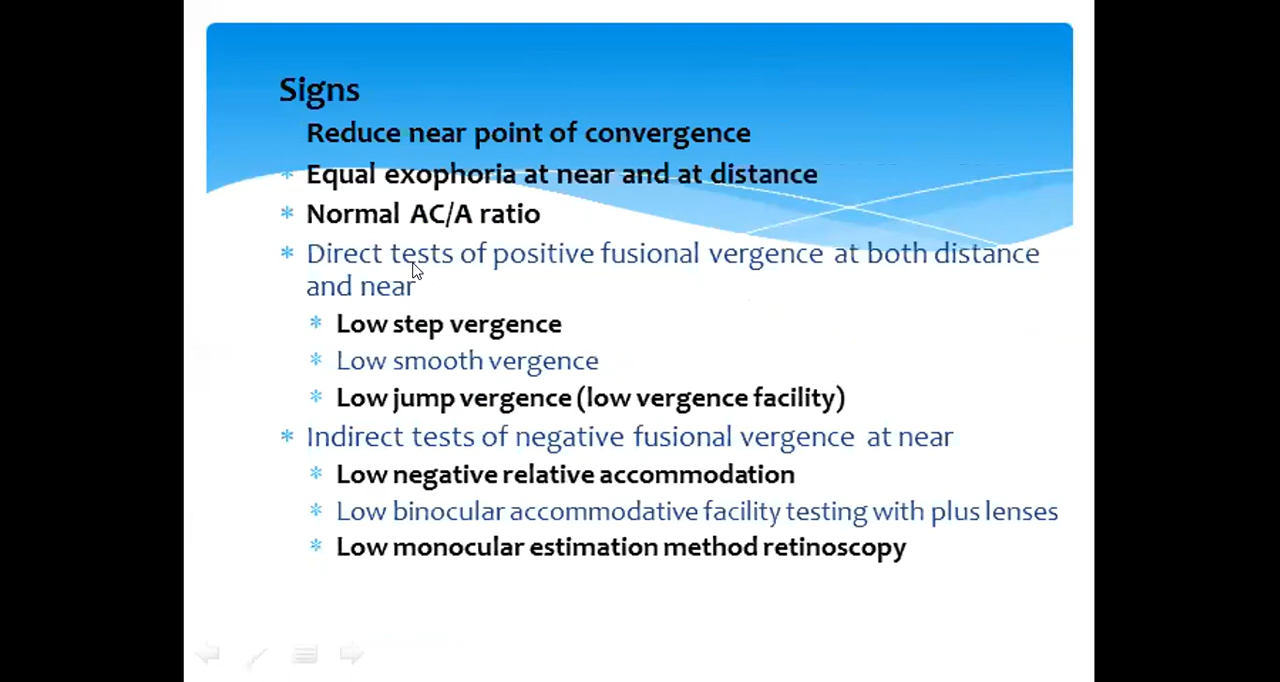 Signs
Reduce near point of convergence
* Equal exophoria at near and at distance
* Normal AC/A ratio
* Direct tests of positive fusional vergence at both distance
and near
* Low step vergence
* Low smooth vergence
* Low jump vergence (low vergence facility)
* Indirect tests of negative fusional vergence at near
* Low negative relative accommodation
* Low binocular accommodative facility testing with plus lenses
* Low monocular estimation method retinoscopy